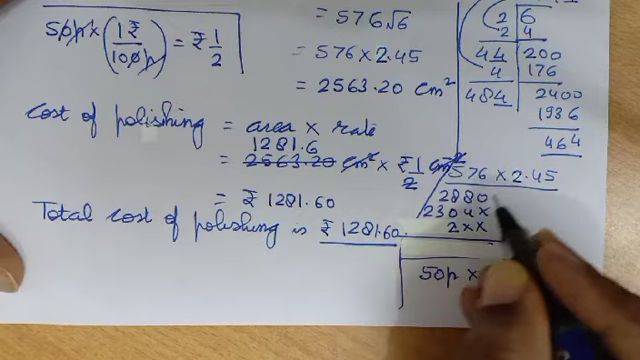 50p × (1₹/100p) = ₹ 1/2
= 576√6
= 576 × 2.45
= 2563.20 cm²
2 6
2 4
44 200
4 176
484 2400
1936
464
Cost of polishing = area × rate
1281.6
= 2563.20 cm² × ₹ 1/2 cm²
= ₹ 1281.60
Total cost of polishing is ₹ 1281.60.
576 × 2.45
2880
2304×
2××
50p ×